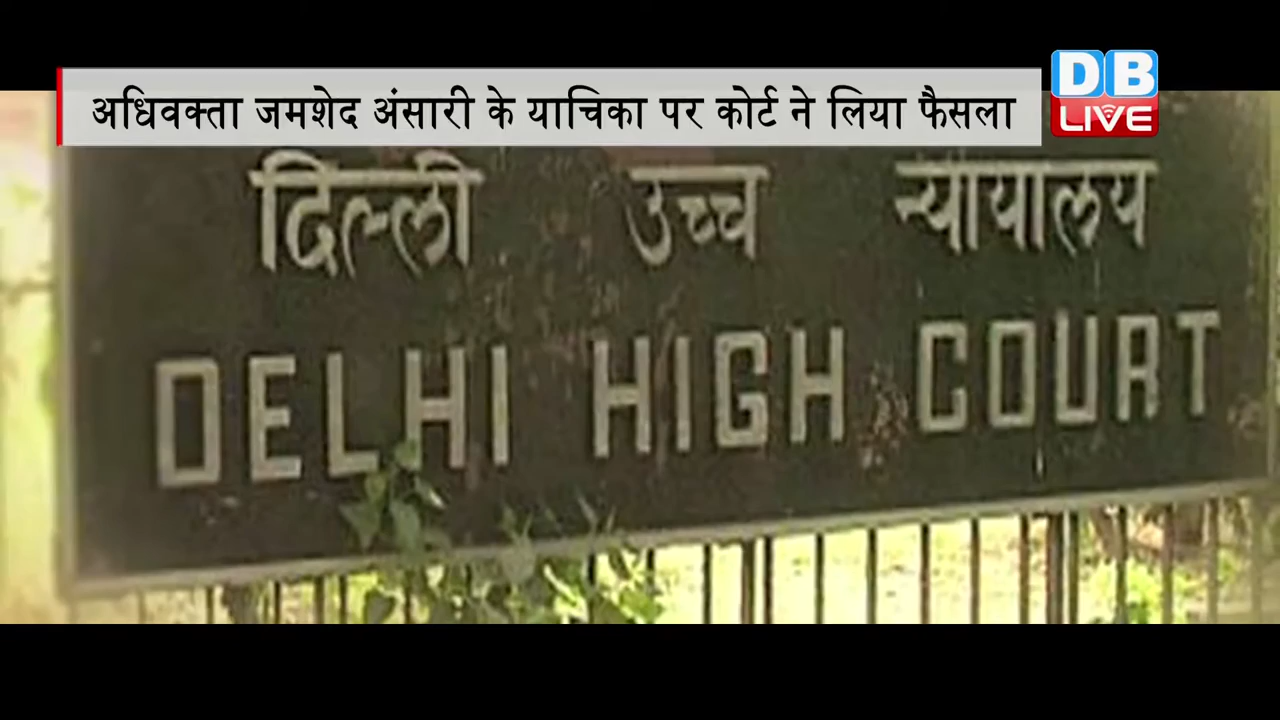 अधिवक्ता जमशेद अंसारी के याचिका पर कोर्ट ने लिया फैसला
DB
LIVE
दिल्ली उच्च न्यायालय
DELHI HIGH COURT